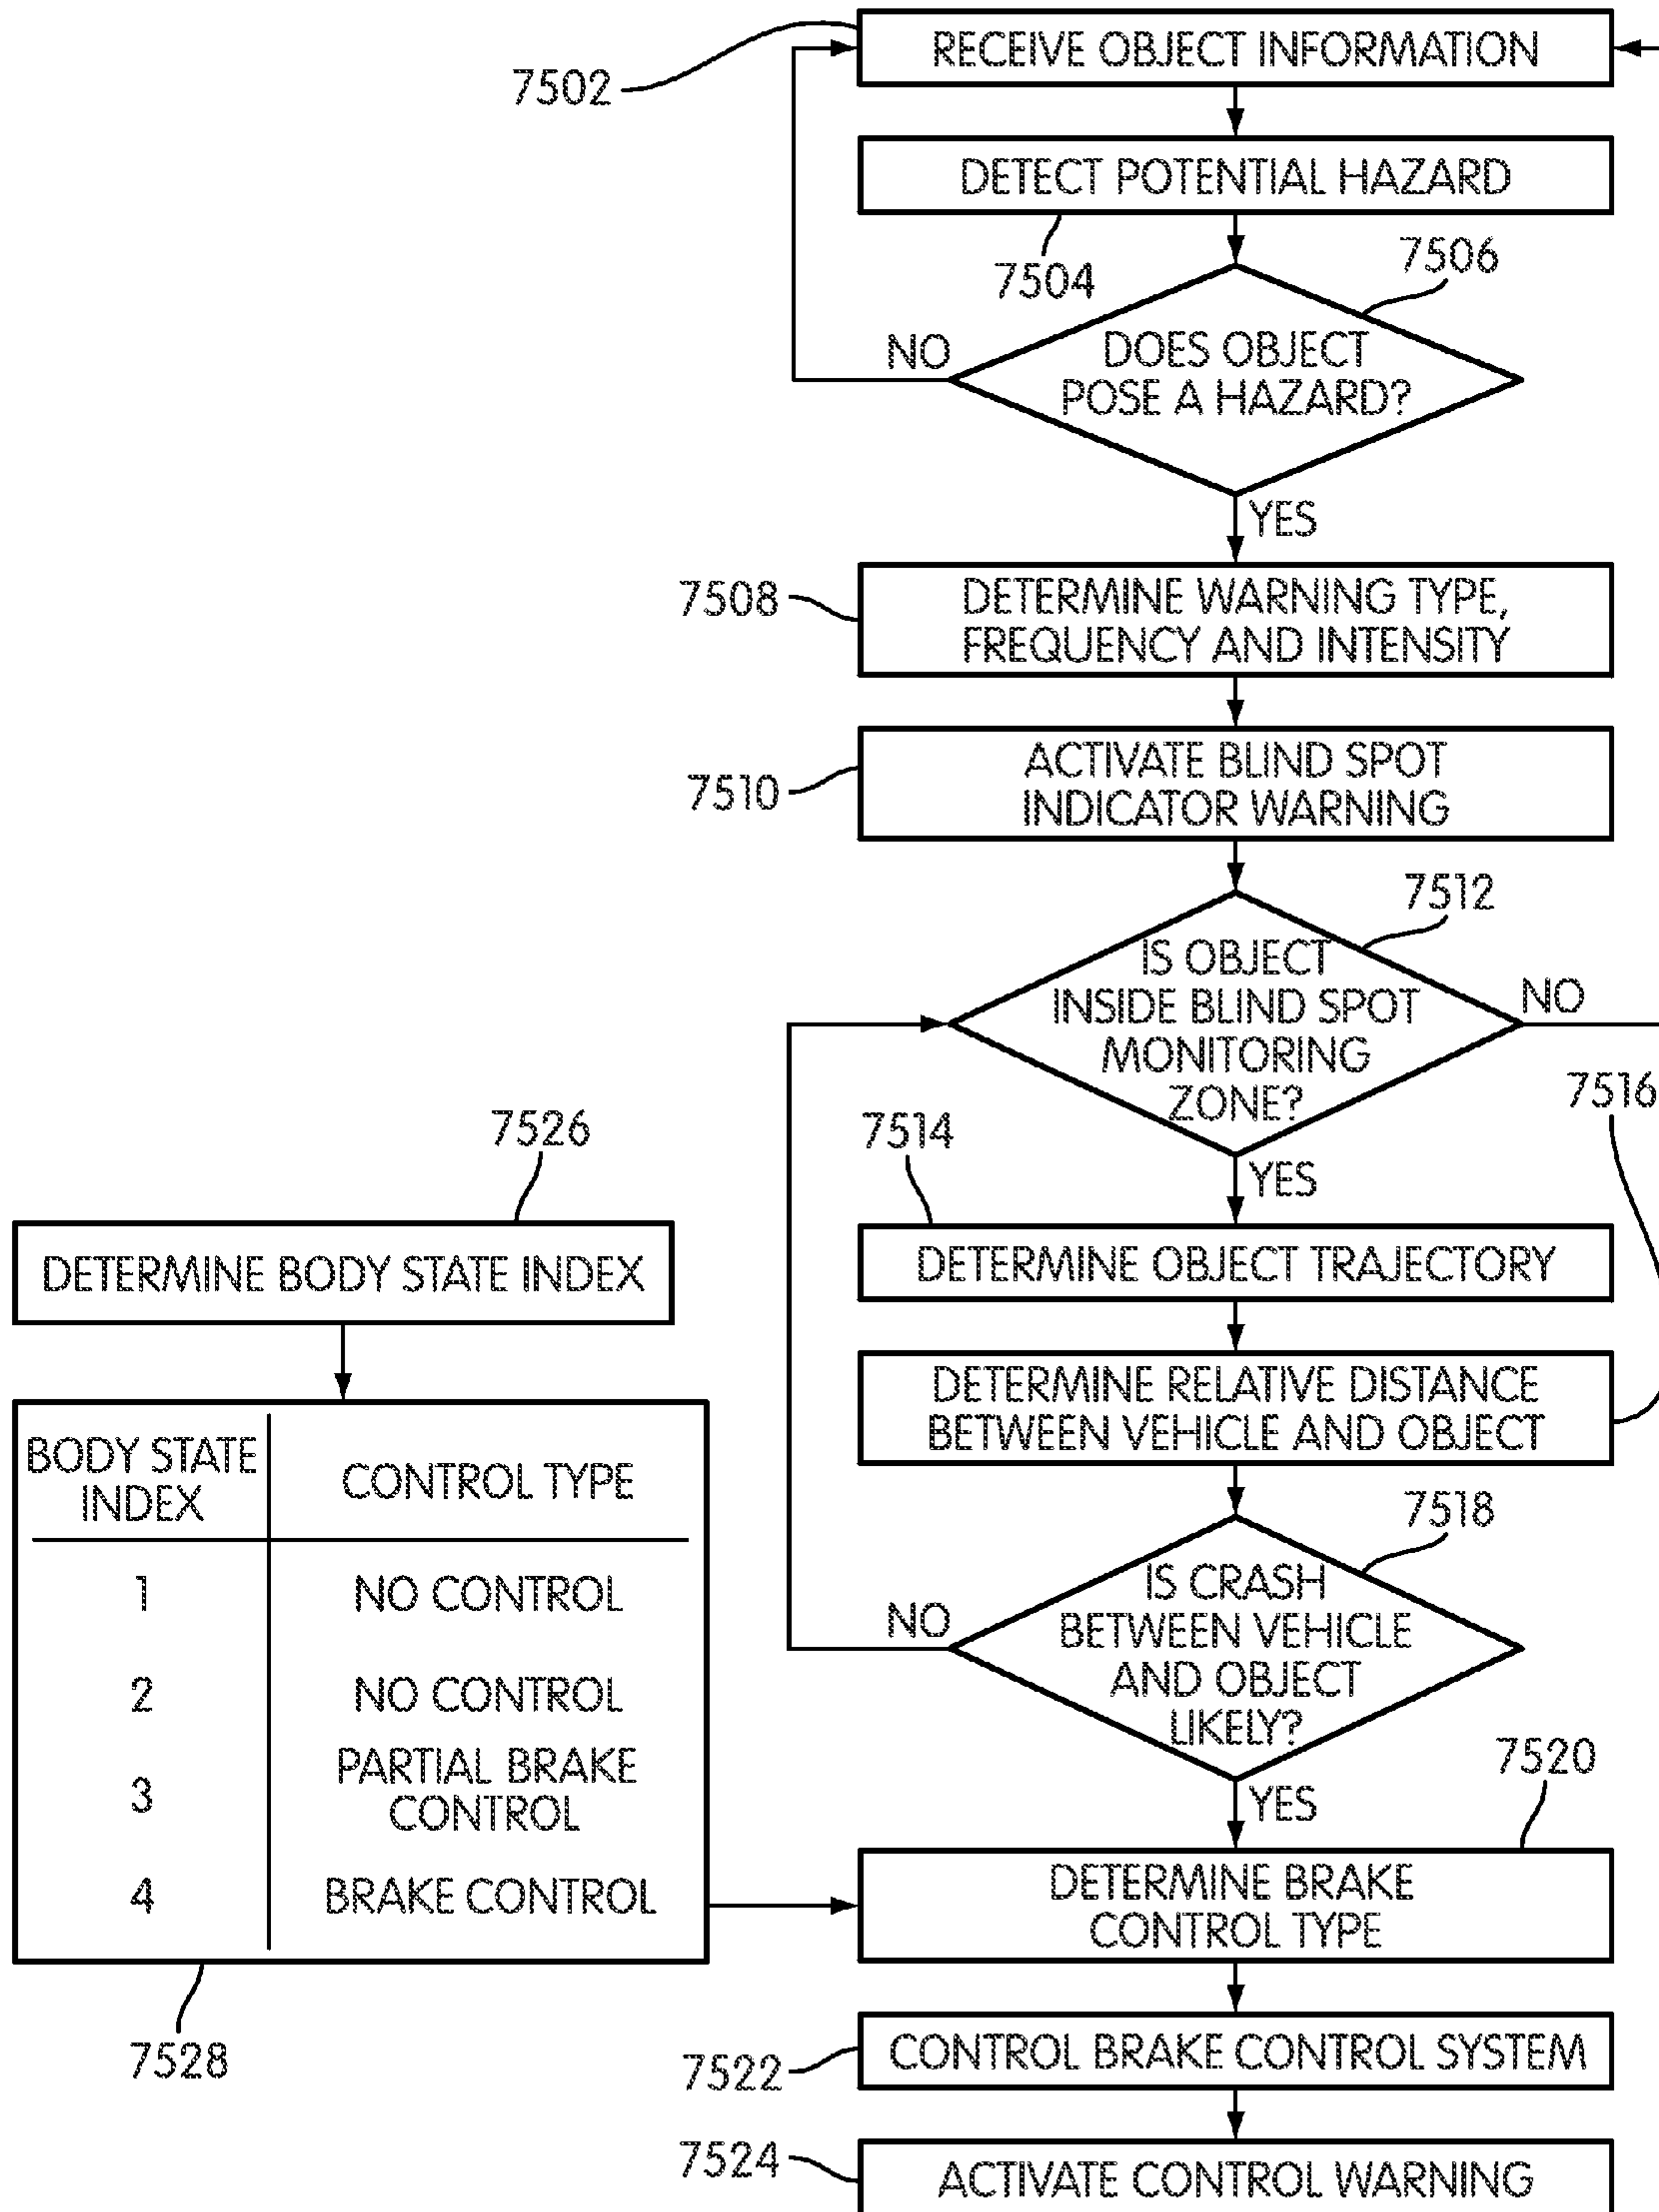 RECEIVE OBJECT INFORMATION
7502
DETECT POTENTIAL HAZARD
7504
7506
DOES OBJECT
POSE A HAZARD?
NO
YES
7508
DETERMINE WARNING TYPE,
FREQUENCY AND INTENSITY
7510
ACTIVATE BLIND SPOT
INDICATOR WARNING
7512
IS OBJECT
INSIDE BLIND SPOT
MONITORING
ZONE?
NO
YES
7514
7516
DETERMINE OBJECT TRAJECTORY
DETERMINE RELATIVE DISTANCE
BETWEEN VEHICLE AND OBJECT
7518
IS CRASH
BETWEEN VEHICLE
AND OBJECT
LIKELY?
NO
YES
7526
DETERMINE BODY STATE INDEX
BODY STATE
INDEX
CONTROL TYPE
1
NO CONTROL
2
NO CONTROL
3
PARTIAL BRAKE
CONTROL
4
BRAKE CONTROL
7528
7520
DETERMINE BRAKE
CONTROL TYPE
7522
CONTROL BRAKE CONTROL SYSTEM
7524
ACTIVATE CONTROL WARNING